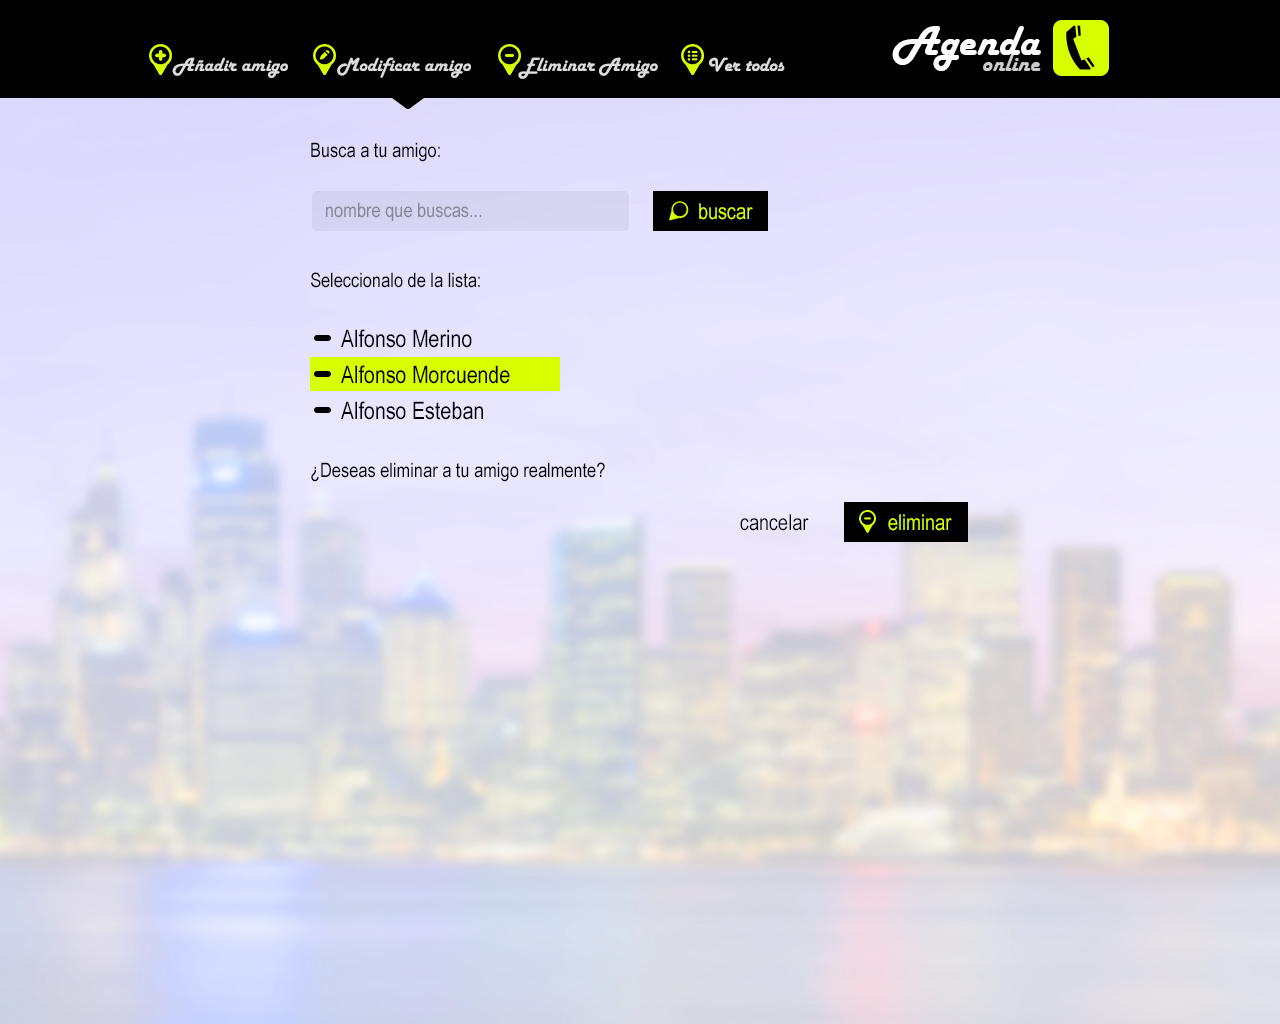 Añadir amigo
Modificar amigo
Eliminar Amigo
Ver todos
Agenda
online
Busca a tu amigo:
nombre que buscas...
buscar
Seleccionalo de la lista:
Alfonso Merino
Alfonso Morcuende
Alfonso Esteban
¿Deseas eliminar a tu amigo realmente?
cancelar
eliminar